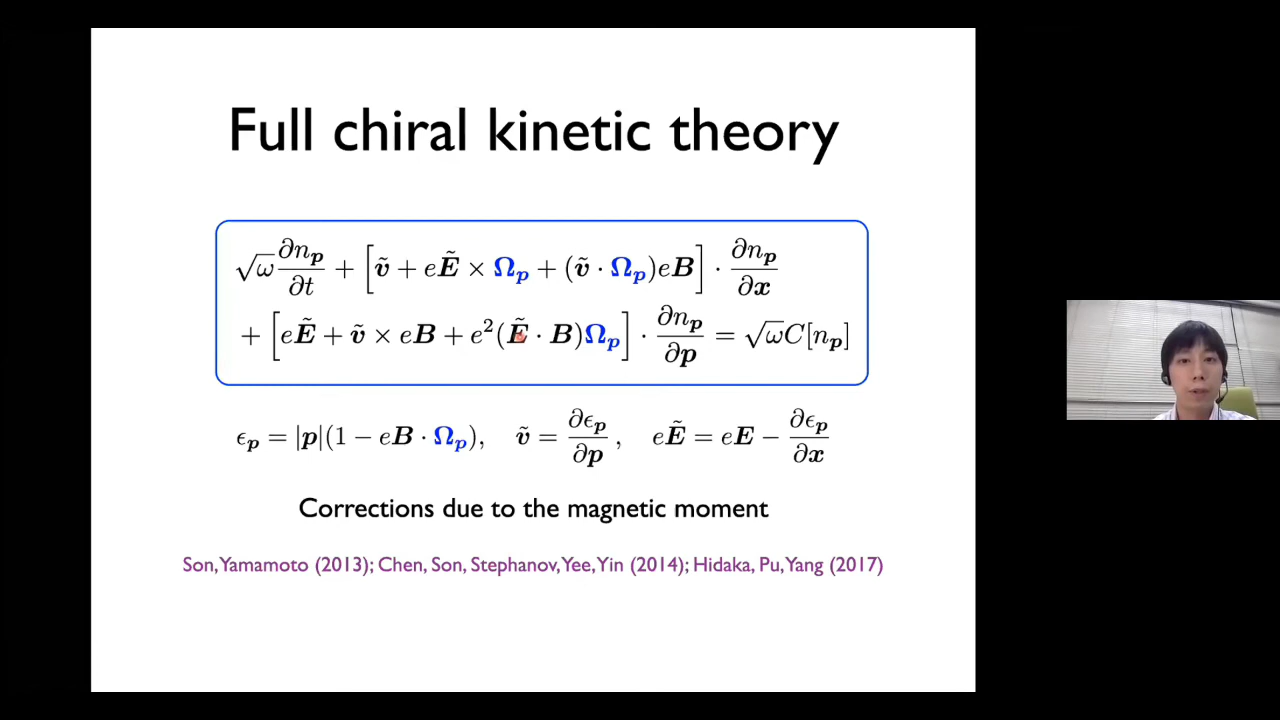 Full chiral kinetic theory
√ω ∂n_p/∂t + [ṽ + eẼ × Ω_p + (ṽ · Ω_p)eB] · ∂n_p/∂x
+ [eẼ + ṽ × eB + e²(Ẽ · B)Ω_p] · ∂n_p/∂p = √ω C[n_p]
ϵ_p = |p|(1 − eB · Ω_p), ṽ = ∂ϵ_p/∂p , eẼ = eE − ∂ϵ_p/∂x
Corrections due to the magnetic moment
Son, Yamamoto (2013); Chen, Son, Stephanov, Yee, Yin (2014); Hidaka, Pu, Yang (2017)